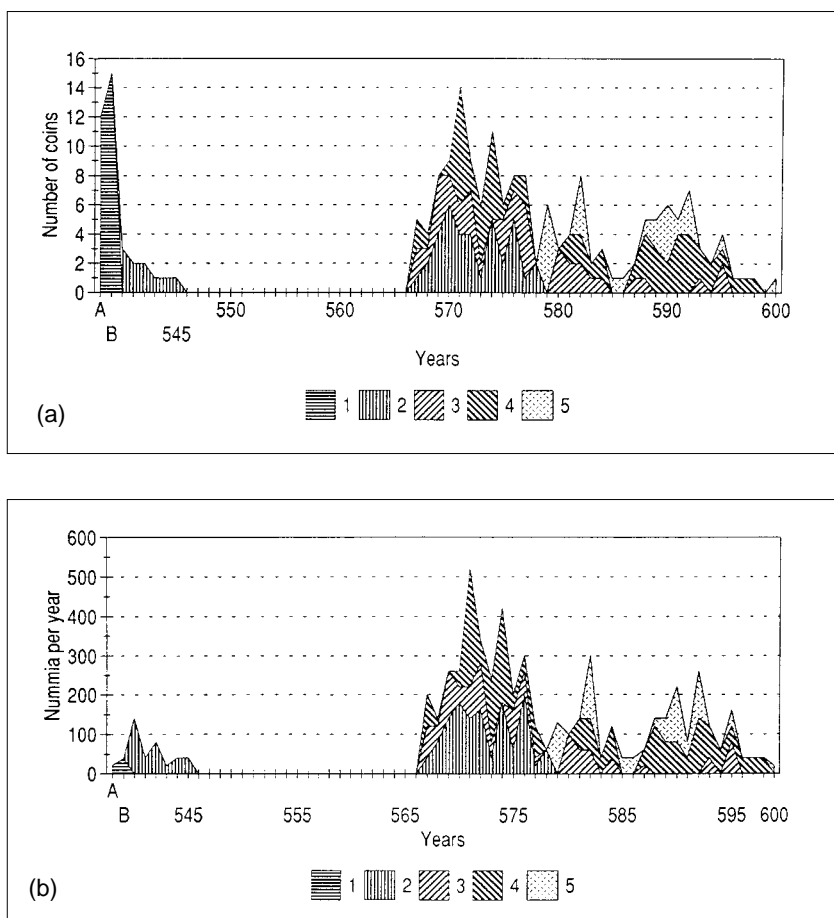 16
14
12
10
8
6
4
2
0
Number of coins
A 550 560 570 580 590 600
B 545
Years
1 2 3 4 5
(a)
600
500
400
300
200
100
0
Nummia per year
A
B 545 555 565 575 585 595 600
Years
1 2 3 4 5
(b)